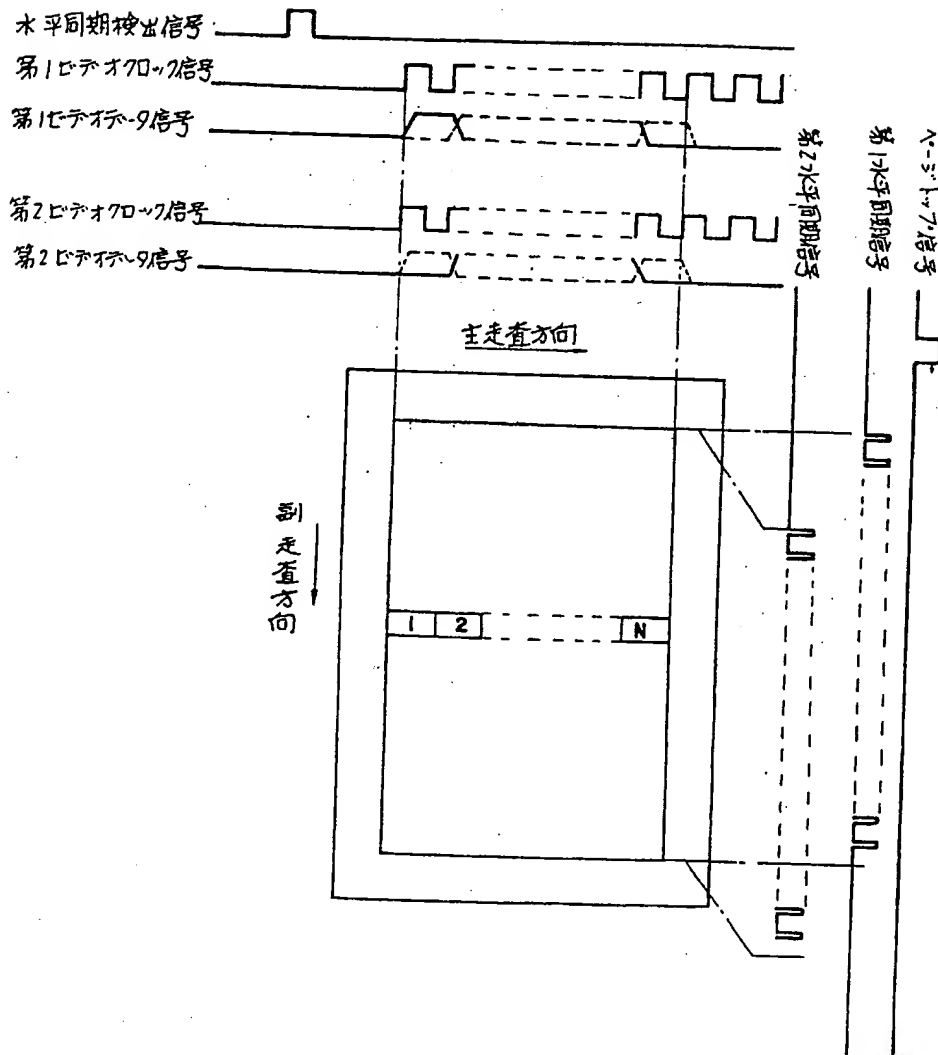 水平同期検出信号
第1ビデオクロック信号
第1ビデオデータ信号
第2ビデオクロック信号
第2ビデオデータ信号
第2水平同期信号
第1水平同期信号
ページトップ信号
主走査方向
副走査方向
1 2 N